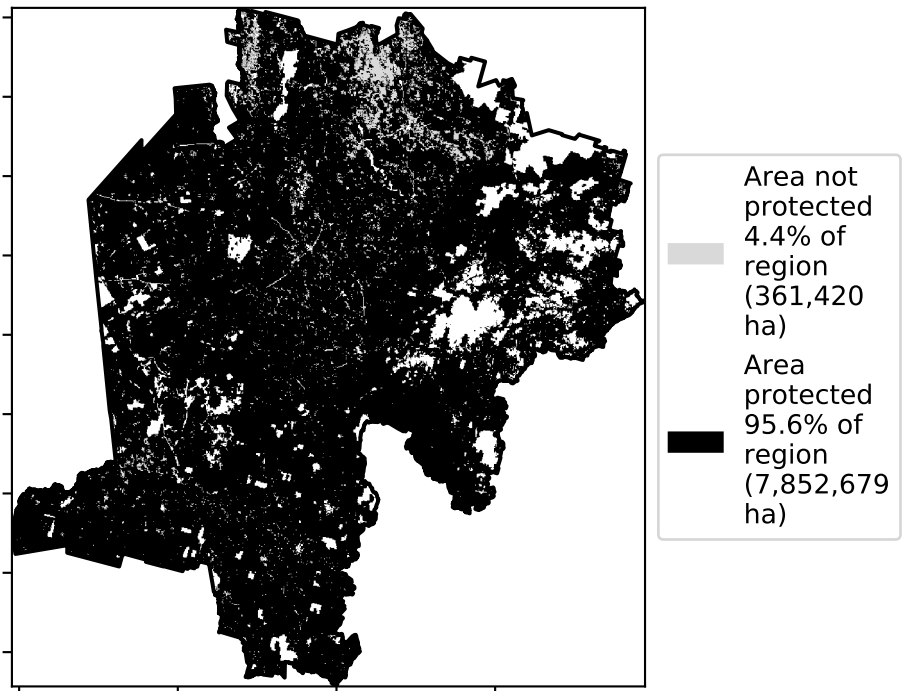 Area not
protected
4.4% of
region
(361,420
ha)
Area
protected
95.6% of
region
(7,852,679
ha)